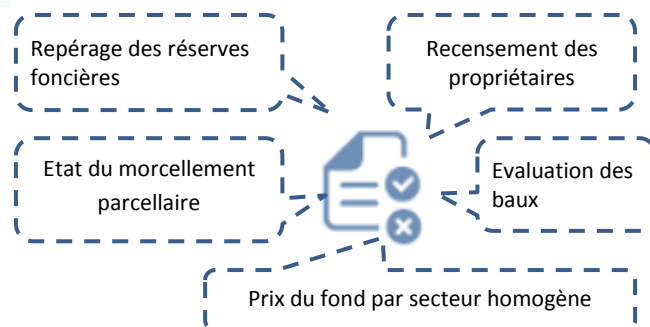 Repérage des réserves
foncières
Recensement des
propriétaires
Etat du morcellement
parcellaire
Evaluation des
baux
Prix du fond par secteur homogène